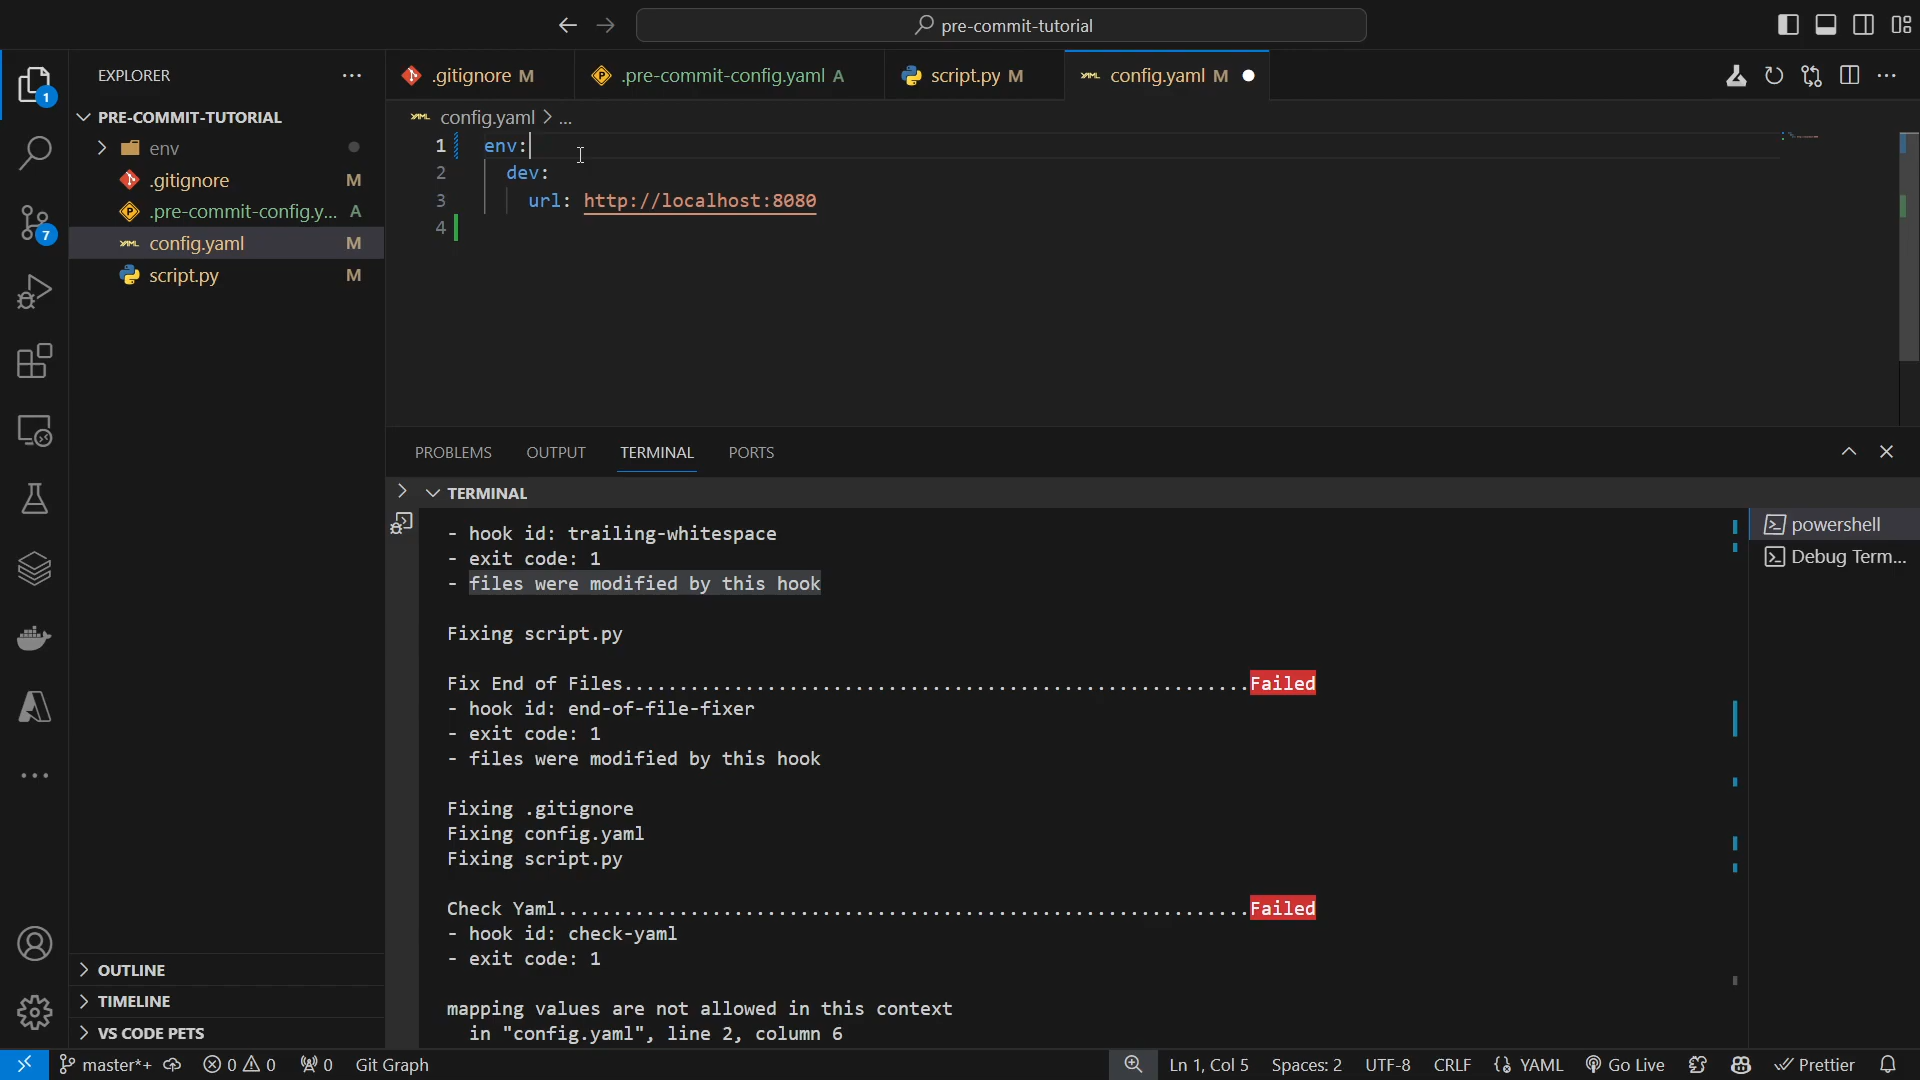 pre-commit-tutorial
EXPLORER
PRE-COMMIT-TUTORIAL
env
.gitignore M
.pre-commit-config.y... A
config.yaml M
script.py M
OUTLINE
TIMELINE
VS CODE PETS
1
7
.gitignore M
.pre-commit-config.yaml A
script.py M
config.yaml M
config.yaml > ...
1 env:
2 dev:
3 url: http://localhost:8080
4
PROBLEMS OUTPUT TERMINAL PORTS
TERMINAL
- hook id: trailing-whitespace
- exit code: 1
- files were modified by this hook
Fixing script.py
Fix End of Files.........................................................Failed
- hook id: end-of-file-fixer
- exit code: 1
- files were modified by this hook
Fixing .gitignore
Fixing config.yaml
Fixing script.py
Check Yaml...............................................................Failed
- hook id: check-yaml
- exit code: 1
mapping values are not allowed in this context
in "config.yaml", line 2, column 6
powershell
Debug Term...
master*+ 0 0 0 Git Graph
Ln 1, Col 5 Spaces: 2 UTF-8 CRLF {} YAML Go Live Prettier